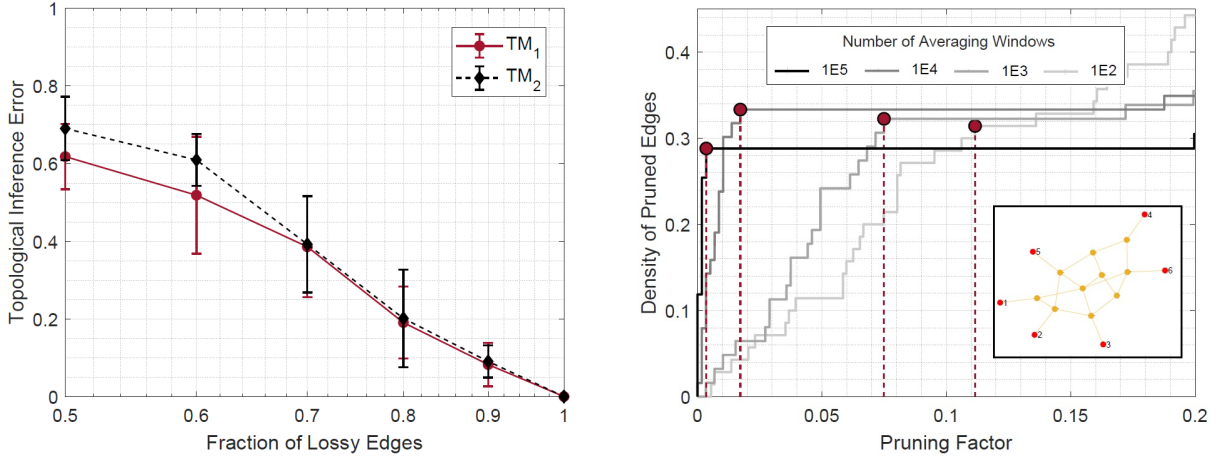 Topological Inference Error
1
0.8
0.6
0.4
0.2
0
0.5 0.6 0.7 0.8 0.9 1
Fraction of Lossy Edges
TM1
TM2
Density of Pruned Edges
0.4
0.3
0.2
0.1
0
0 0.05 0.1 0.15 0.2
Pruning Factor
Number of Averaging Windows
1E5 1E4 1E3 1E2
4
5
6
1
2
3